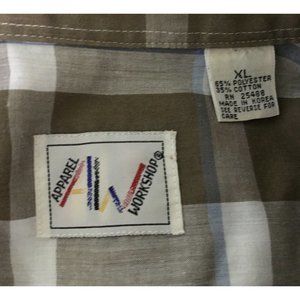 XL
65% POLYESTER
35% COTTON
RN 25488
MADE IN KOREA
SEE REVERSE FOR
CARE
APPAREL
WORKSHOP®